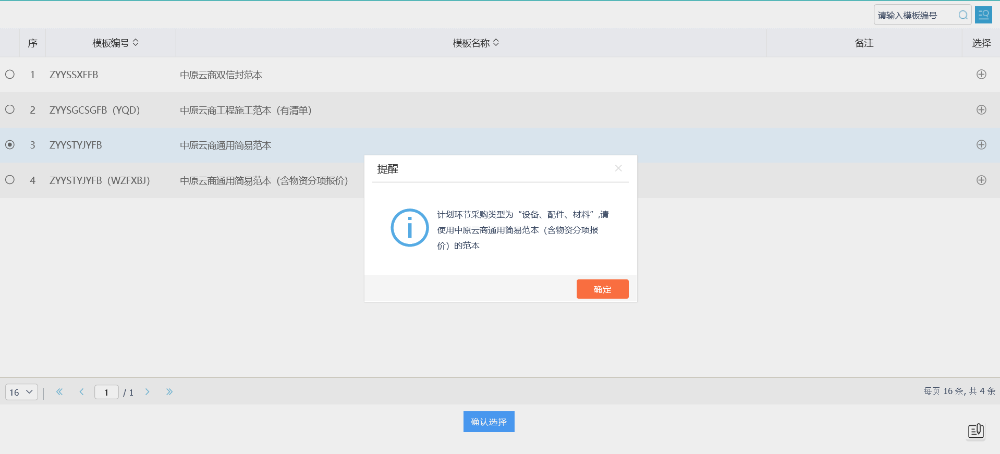 请输入模板编号
序 模板编号 模板名称 备注 选择
1 ZYYSSXFFB 中原云商双信封范本
2 ZYYSGCSGFB（YQD） 中原云商工程施工范本（有清单）
3 ZYYSTYJYFB 中原云商通用简易范本
4 ZYYSTYJYFB（WZFXBJ） 中原云商通用简易范本（含物资分项报价）
提醒
计划环节采购类型为“设备、配件、材料”,请
使用中原云商通用简易范本（含物资分项报
价）的范本
确定
16 1 / 1 每页 16 条, 共 4 条
确认选择